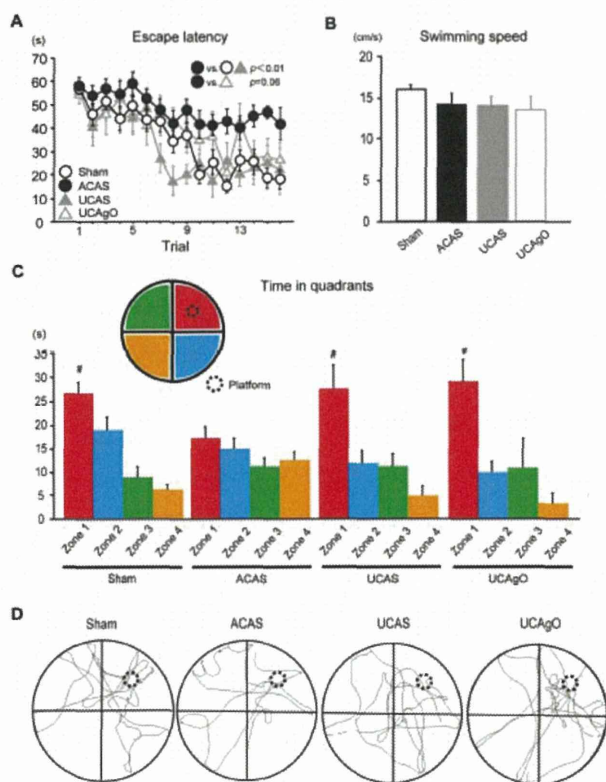 A
Escape latency
(s)
70
60
50
40
30
20
10
0
vs. p<0.01
vs. p=0.06
Sham
ACAS
UCAS
UCAgO
1
5
9
13
Trial
B
Swimming speed
(cm/s)
20
15
10
5
0
Sham
ACAS
UCAS
UCAgO
C
Time in quadrants
(s)
35
30
25
20
15
10
5
0
Platform
#
#
#
Zone 1
Zone 2
Zone 3
Zone 4
Zone 1
Zone 2
Zone 3
Zone 4
Zone 1
Zone 2
Zone 3
Zone 4
Zone 1
Zone 2
Zone 3
Zone 4
Sham
ACAS
UCAS
UCAgO
D
Sham
ACAS
UCAS
UCAgO